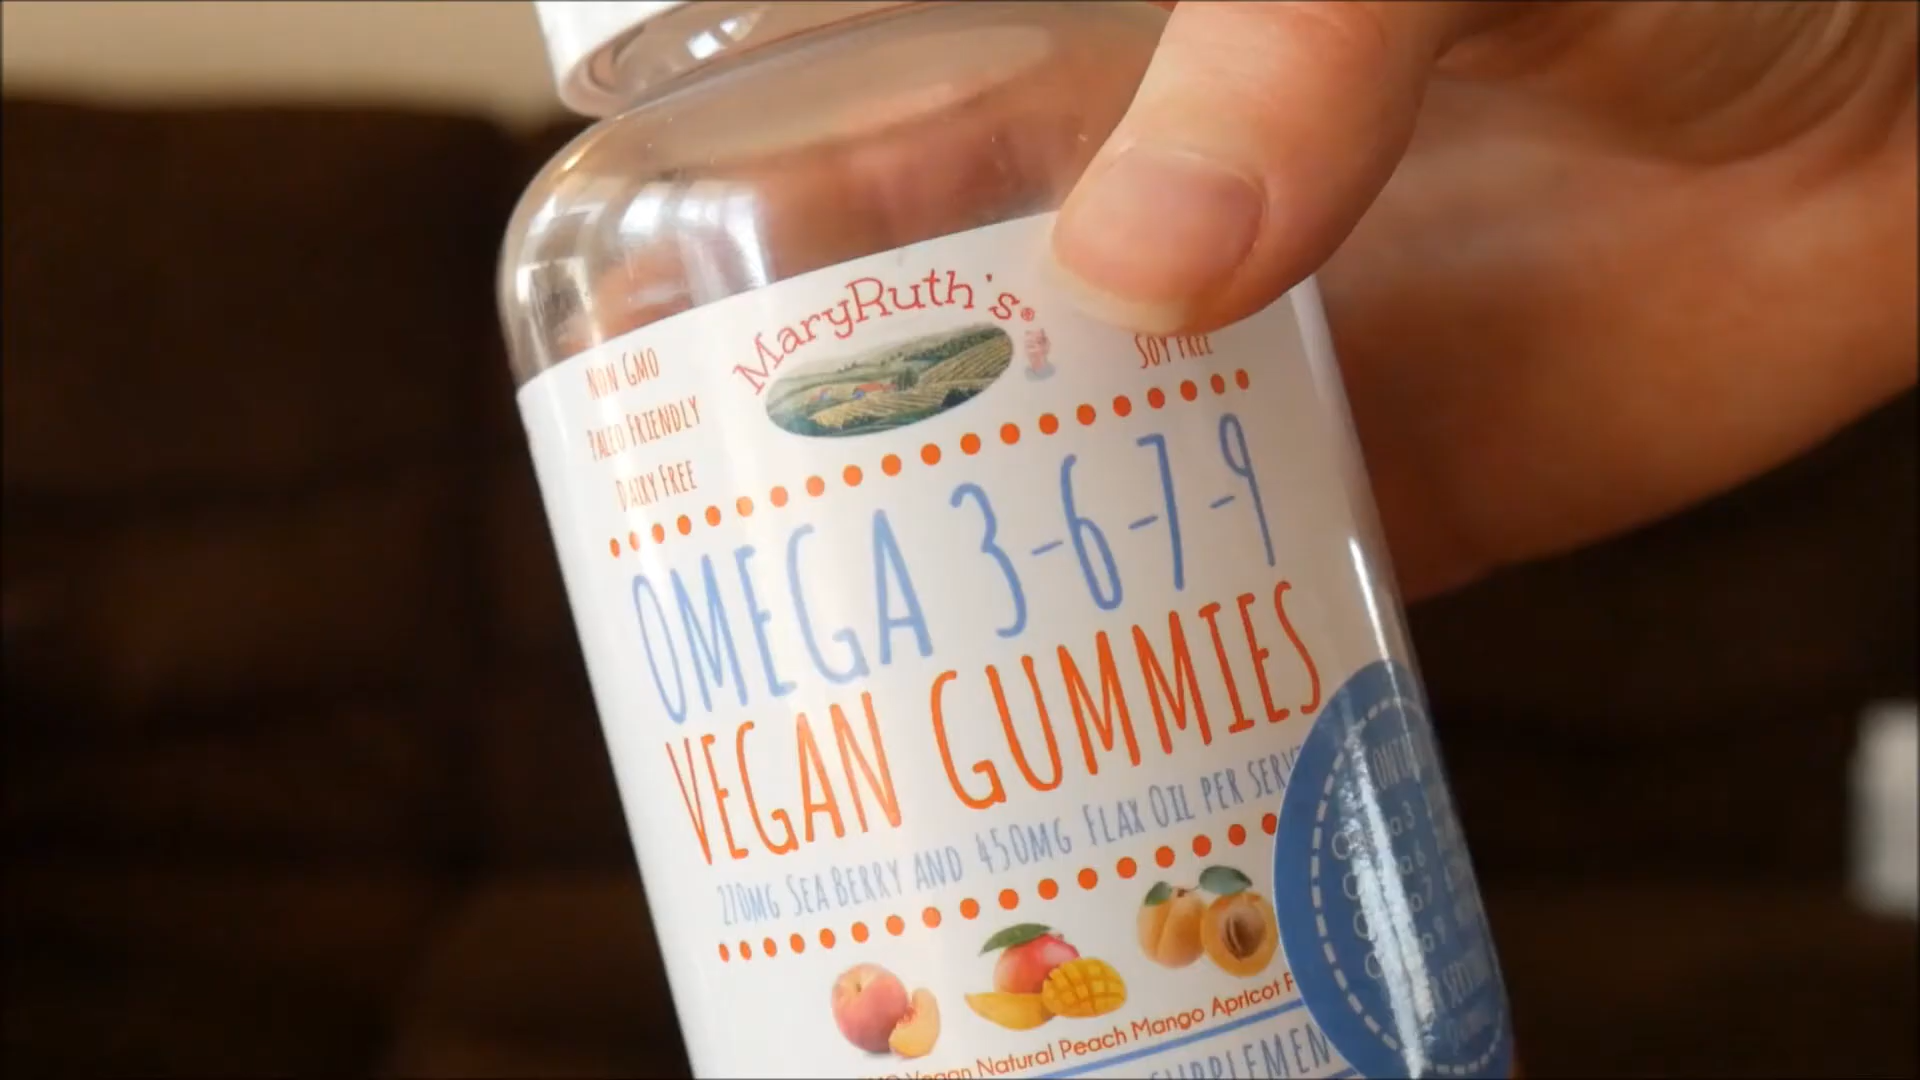 MaryRuth's®
NON GMO
PALEO FRIENDLY
DAIRY FREE
SOY FREE
OMEGA 3-6-7-9
VEGAN GUMMIES
270MG SEA BERRY AND 450MG FLAX OIL PER
Vegan Natural Peach Mango Apricot